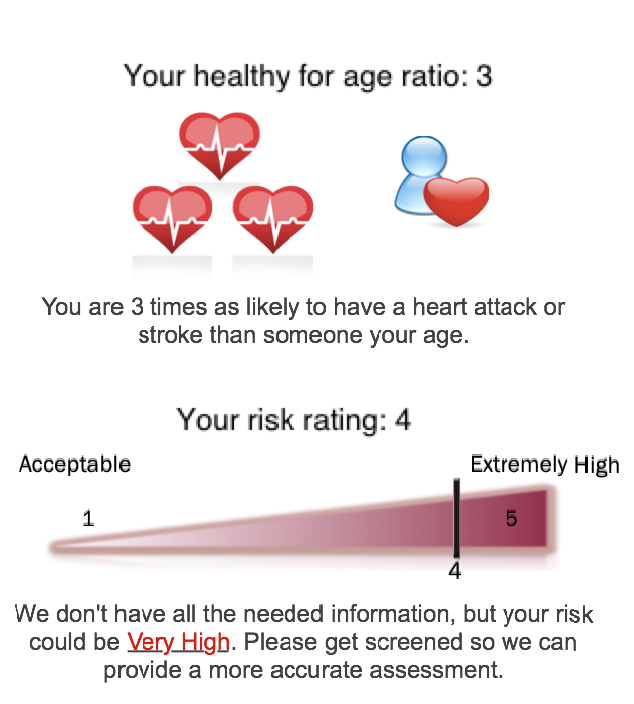 Your healthy for age ratio: 3
You are 3 times as likely to have a heart attack or
stroke than someone your age.
Your risk rating: 4
Acceptable
Extremely High
1
5
4
We don't have all the needed information, but your risk
could be Very High. Please get screened so we can
provide a more accurate assessment.